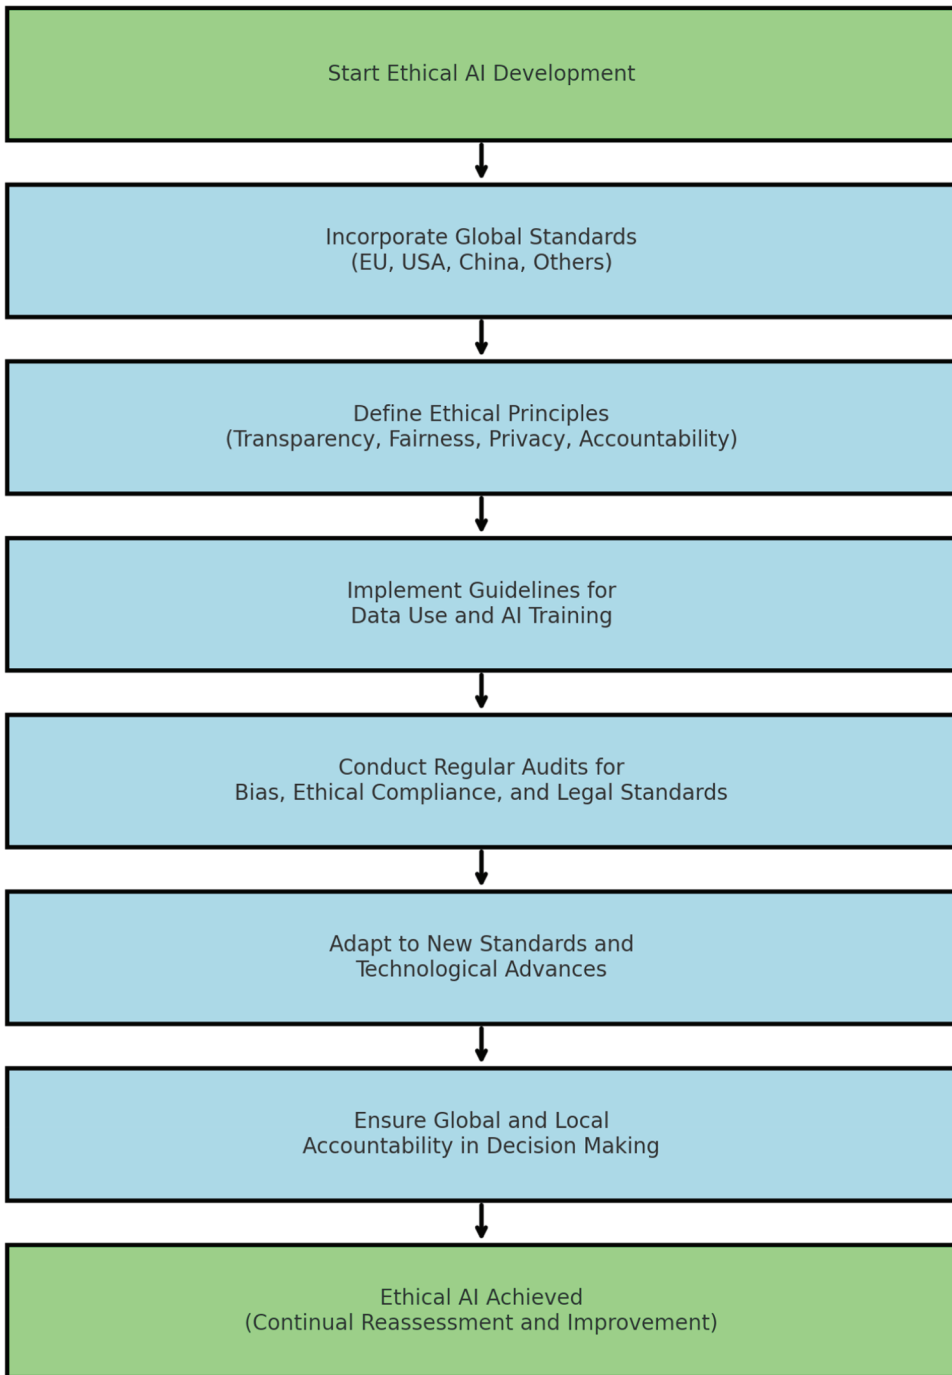 Start Ethical AI Development
Incorporate Global Standards
(EU, USA, China, Others)
Define Ethical Principles
(Transparency, Fairness, Privacy, Accountability)
Implement Guidelines for
Data Use and AI Training
Conduct Regular Audits for
Bias, Ethical Compliance, and Legal Standards
Adapt to New Standards and
Technological Advances
Ensure Global and Local
Accountability in Decision Making
Ethical AI Achieved
(Continual Reassessment and Improvement)